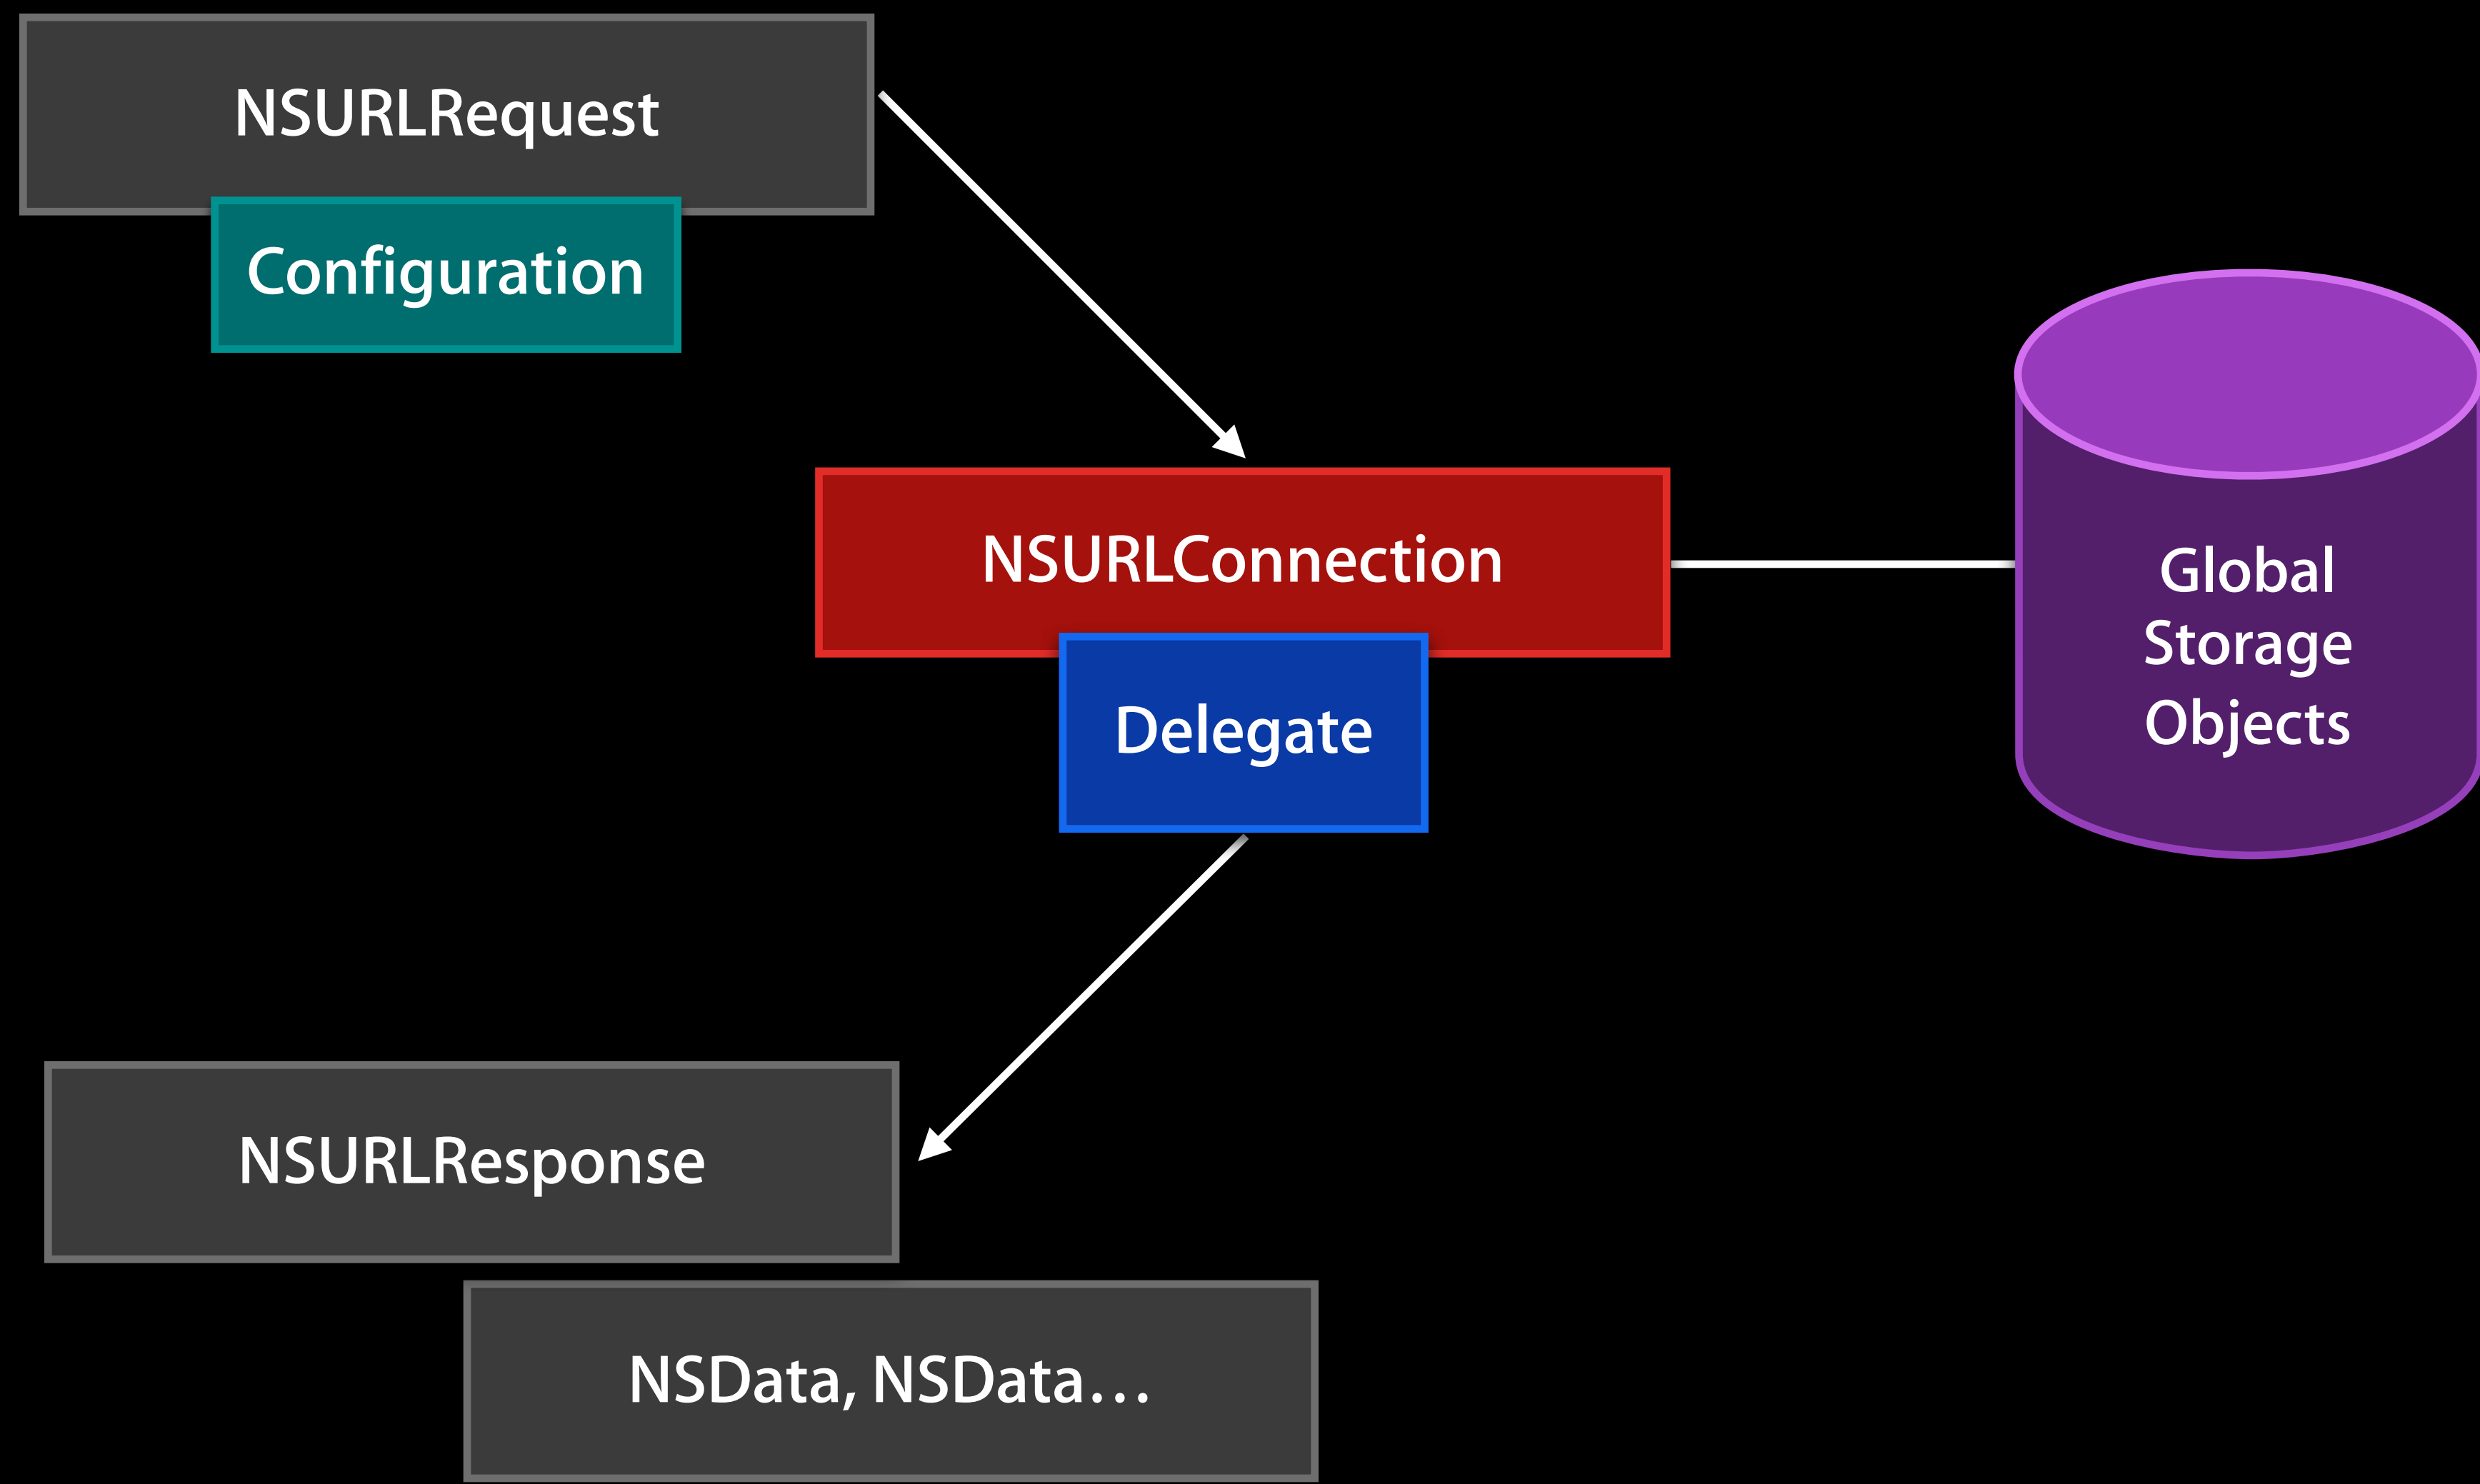 NSURLRequest
Configuration
NSURLConnection
Global
Storage
Objects
Delegate
NSURLResponse
NSData, NSData…